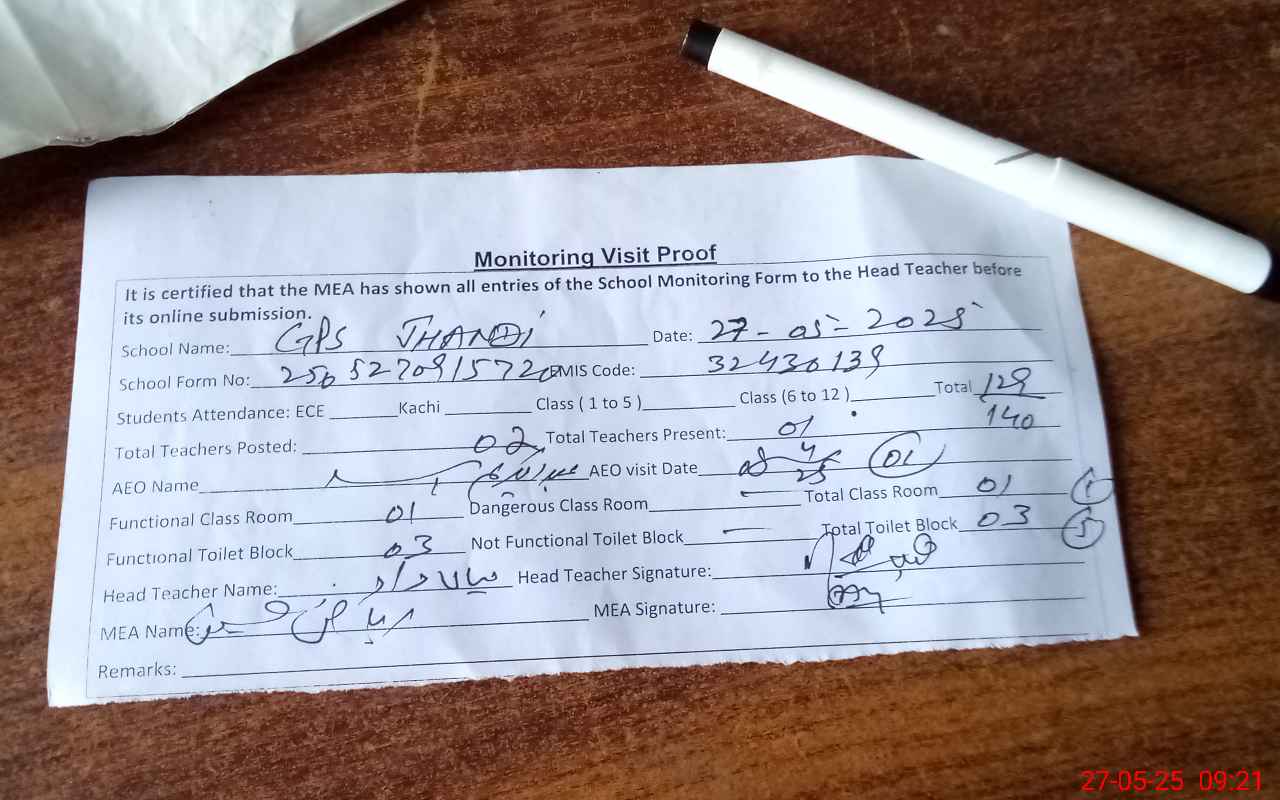 Monitoring Visit Proof
It is certified that the MEA has shown all entries of the School Monitoring Form to the Head Teacher before
its online submission.
School Name: GPS JHANDI Date: 27-05-2025
School Form No: EMIS Code: 32430139
Students Attendance: ECE Kachi Class ( 1 to 5 ) Class (6 to 12 ) Total 129
140
Total Teachers Posted: 02 Total Teachers Present: 01
AEO Name AEO visit Date 01
Functional Class Room 01 Dangerous Class Room — Total Class Room 01
Functional Toilet Block 03 Not Functional Toilet Block — Total Toilet Block 03
Head Teacher Name: Head Teacher Signature:
MEA Name: MEA Signature:
Remarks:
27-05-25 09:21